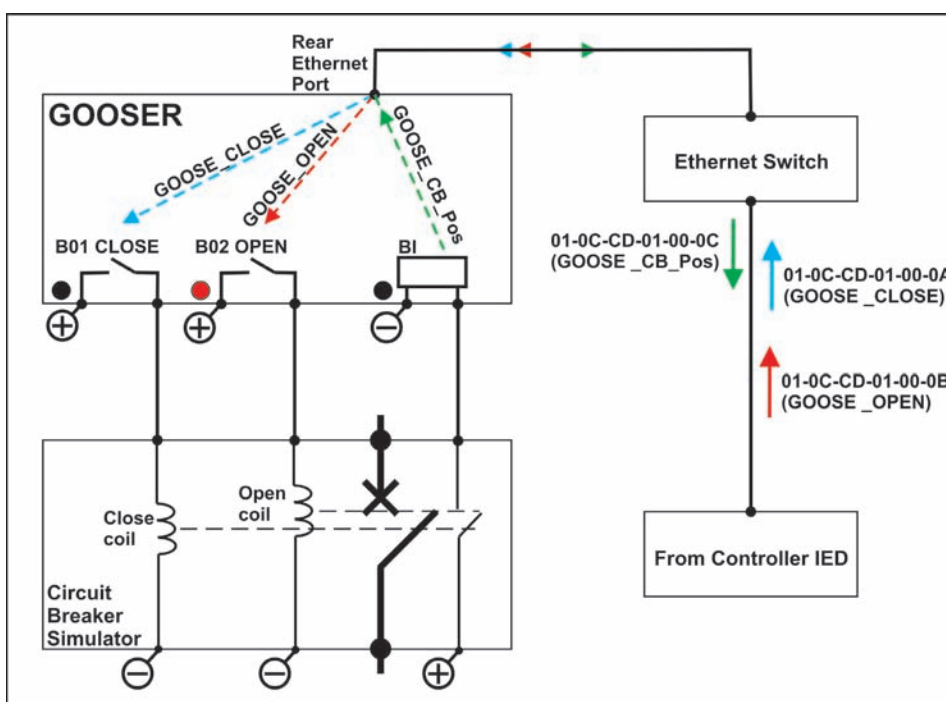 Rear
Ethernet
Port
GOOSER
GOOSE_CLOSE
GOOSE_OPEN
GOOSE_CB_Pos
B01 CLOSE
B02 OPEN
BI
Ethernet Switch
01-0C-CD-01-00-0C
(GOOSE _CB_Pos)
01-0C-CD-01-00-0A
(GOOSE _CLOSE)
01-0C-CD-01-00-0B
(GOOSE _OPEN)
Close
coil
Open
coil
Circuit
Breaker
Simulator
From Controller IED